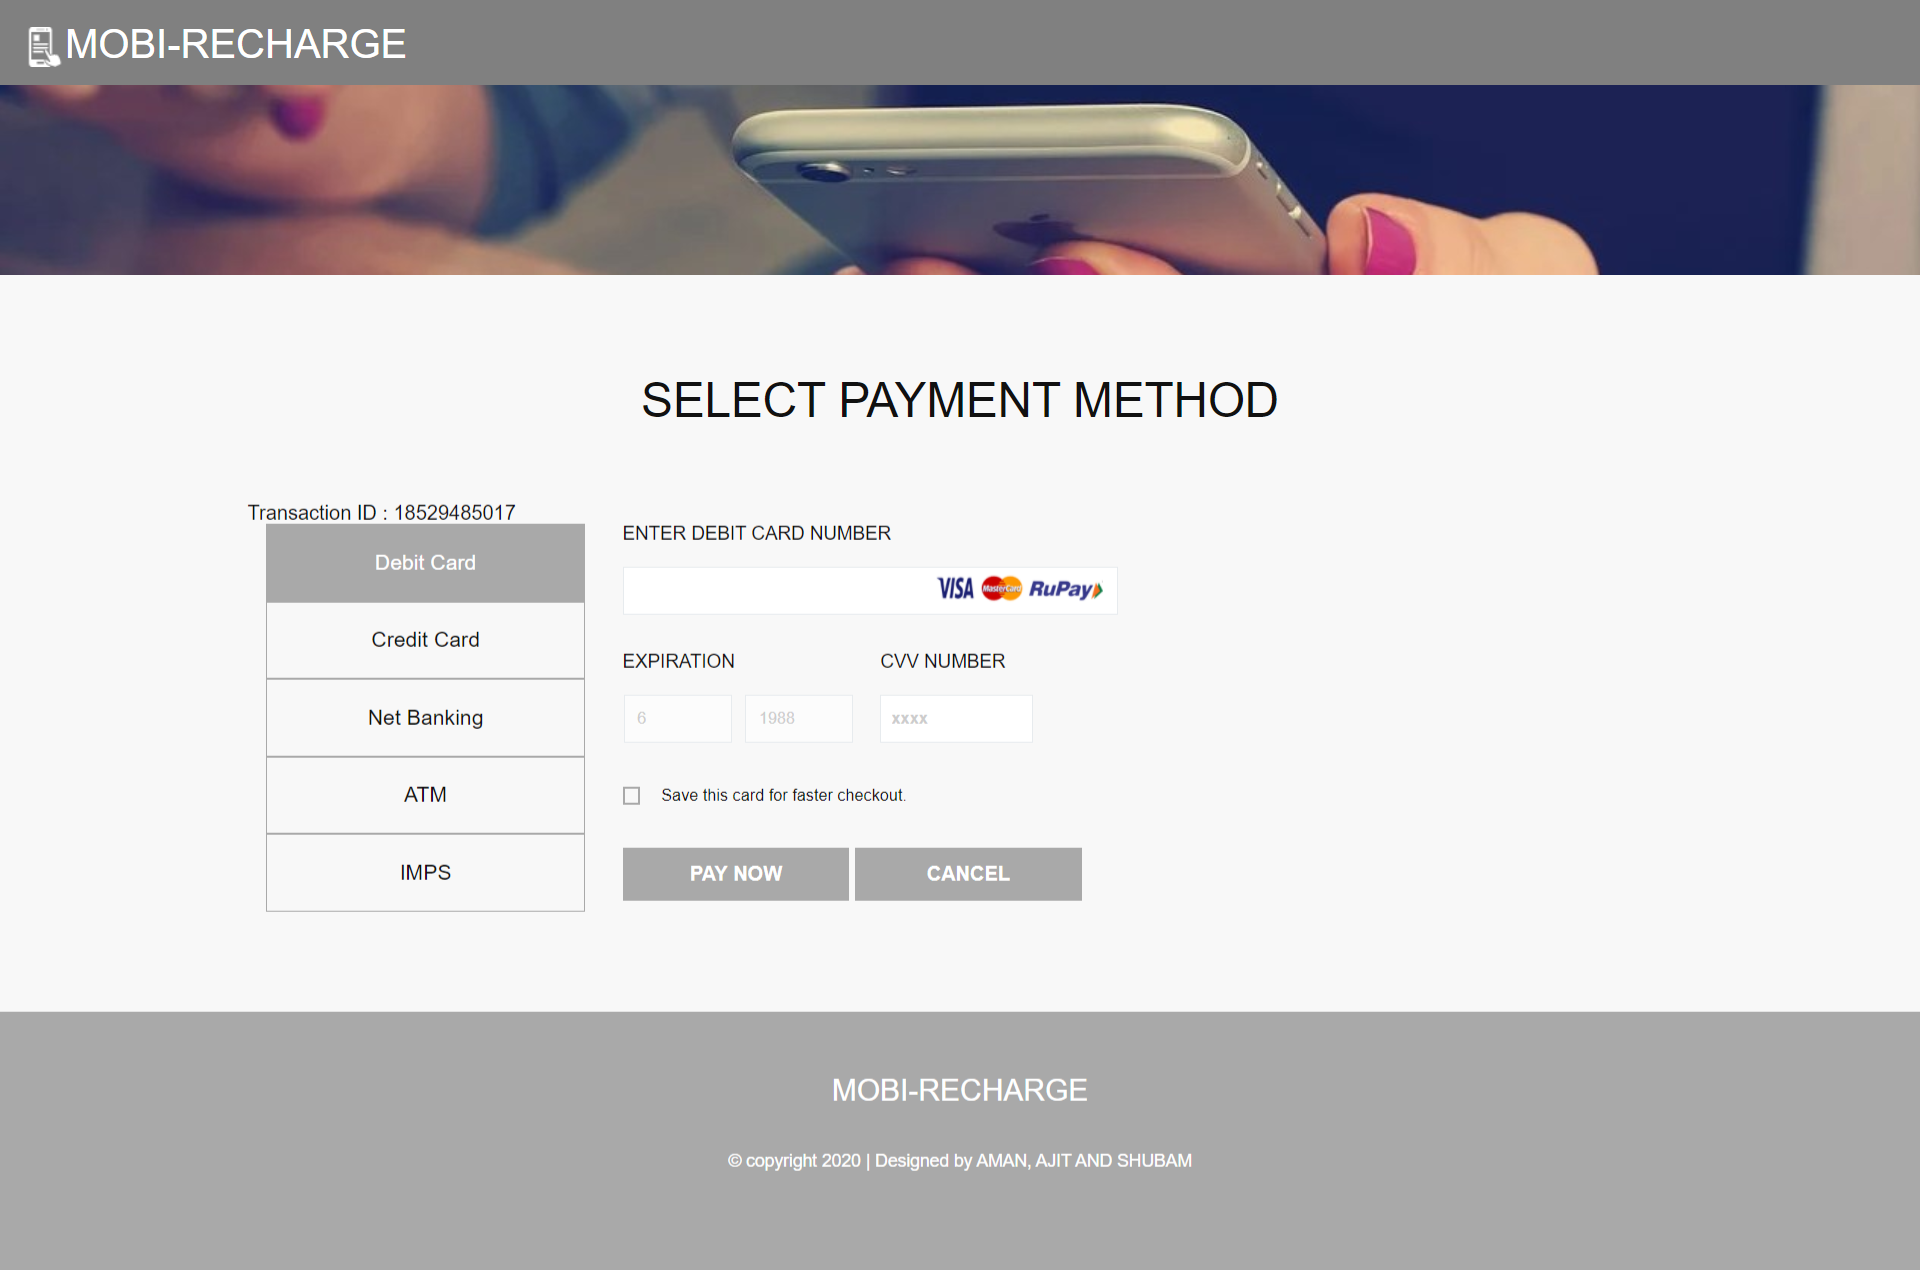 MOBI-RECHARGE
SELECT PAYMENT METHOD
Transaction ID : 18529485017
Debit Card
Credit Card
Net Banking
ATM
IMPS
ENTER DEBIT CARD NUMBER
VISA MasterCard RuPay
EXPIRATION CVV NUMBER
6 1988 xxxx
Save this card for faster checkout.
PAY NOW CANCEL
MOBI-RECHARGE
© copyright 2020 | Designed by AMAN, AJIT AND SHUBAM